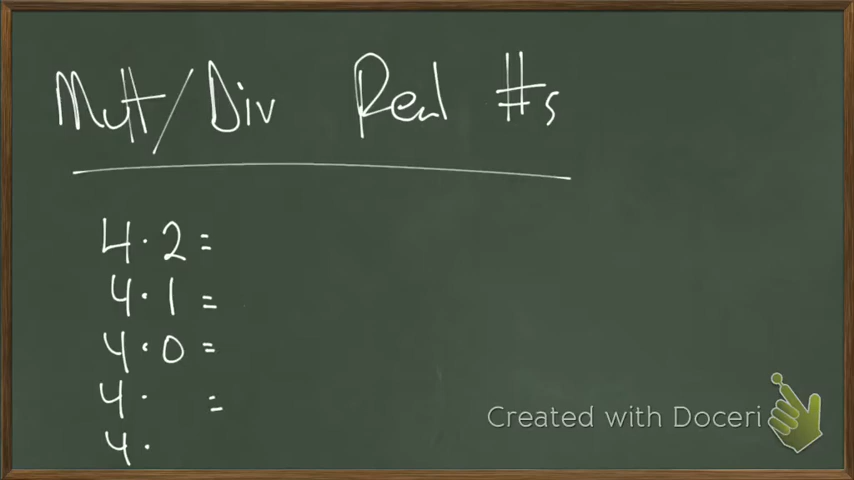 Mult/Div Real #s
4·2=
4·1=
4·0=
4· =
4·
Created with Doceri